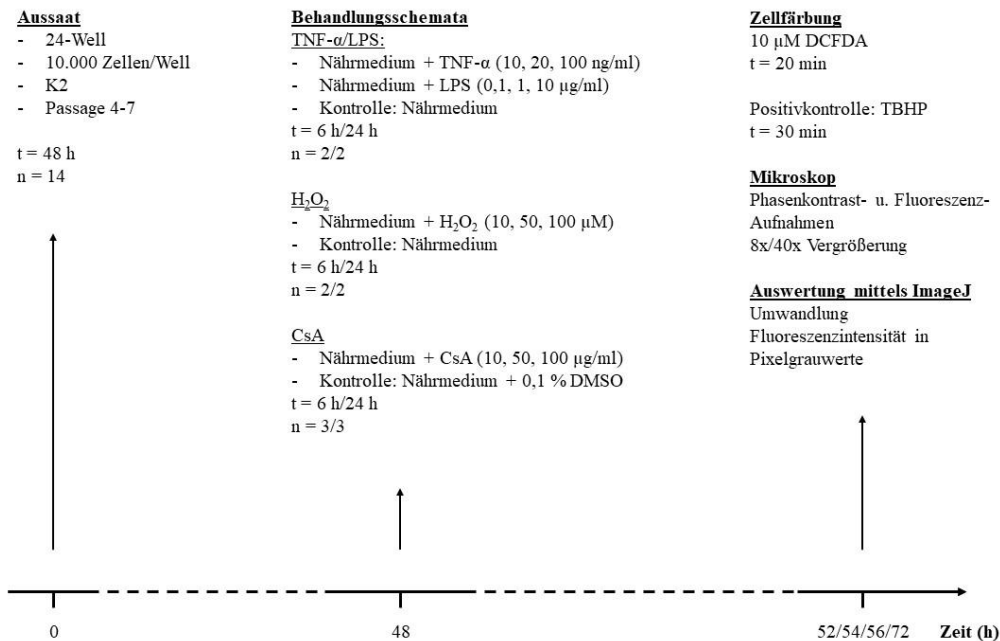 Aussaat
- 24-Well
- 10.000 Zellen/Well
- K2
- Passage 4-7
t = 48 h
n = 14
Behandlungsschemata
TNF-α/LPS:
- Nährmedium + TNF-α (10, 20, 100 ng/ml)
- Nährmedium + LPS (0,1, 1, 10 µg/ml)
- Kontrolle: Nährmedium
t = 6 h/24 h
n = 2/2
H₂O₂
- Nährmedium + H₂O₂ (10, 50, 100 µM)
- Kontrolle: Nährmedium
t = 6 h/24 h
n = 2/2
CsA
- Nährmedium + CsA (10, 50, 100 µg/ml)
- Kontrolle: Nährmedium + 0,1 % DMSO
t = 6 h/24 h
n = 3/3
Zellfärbung
10 µM DCFDA
t = 20 min
Positivkontrolle: TBHP
t = 30 min
Mikroskop
Phasenkontrast- u. Fluoreszenz-
Aufnahmen
8x/40x Vergrößerung
Auswertung mittels ImageJ
Umwandlung
Fluoreszenzintensität in
Pixelgrauwerte
0
48
52/54/56/72
Zeit (h)